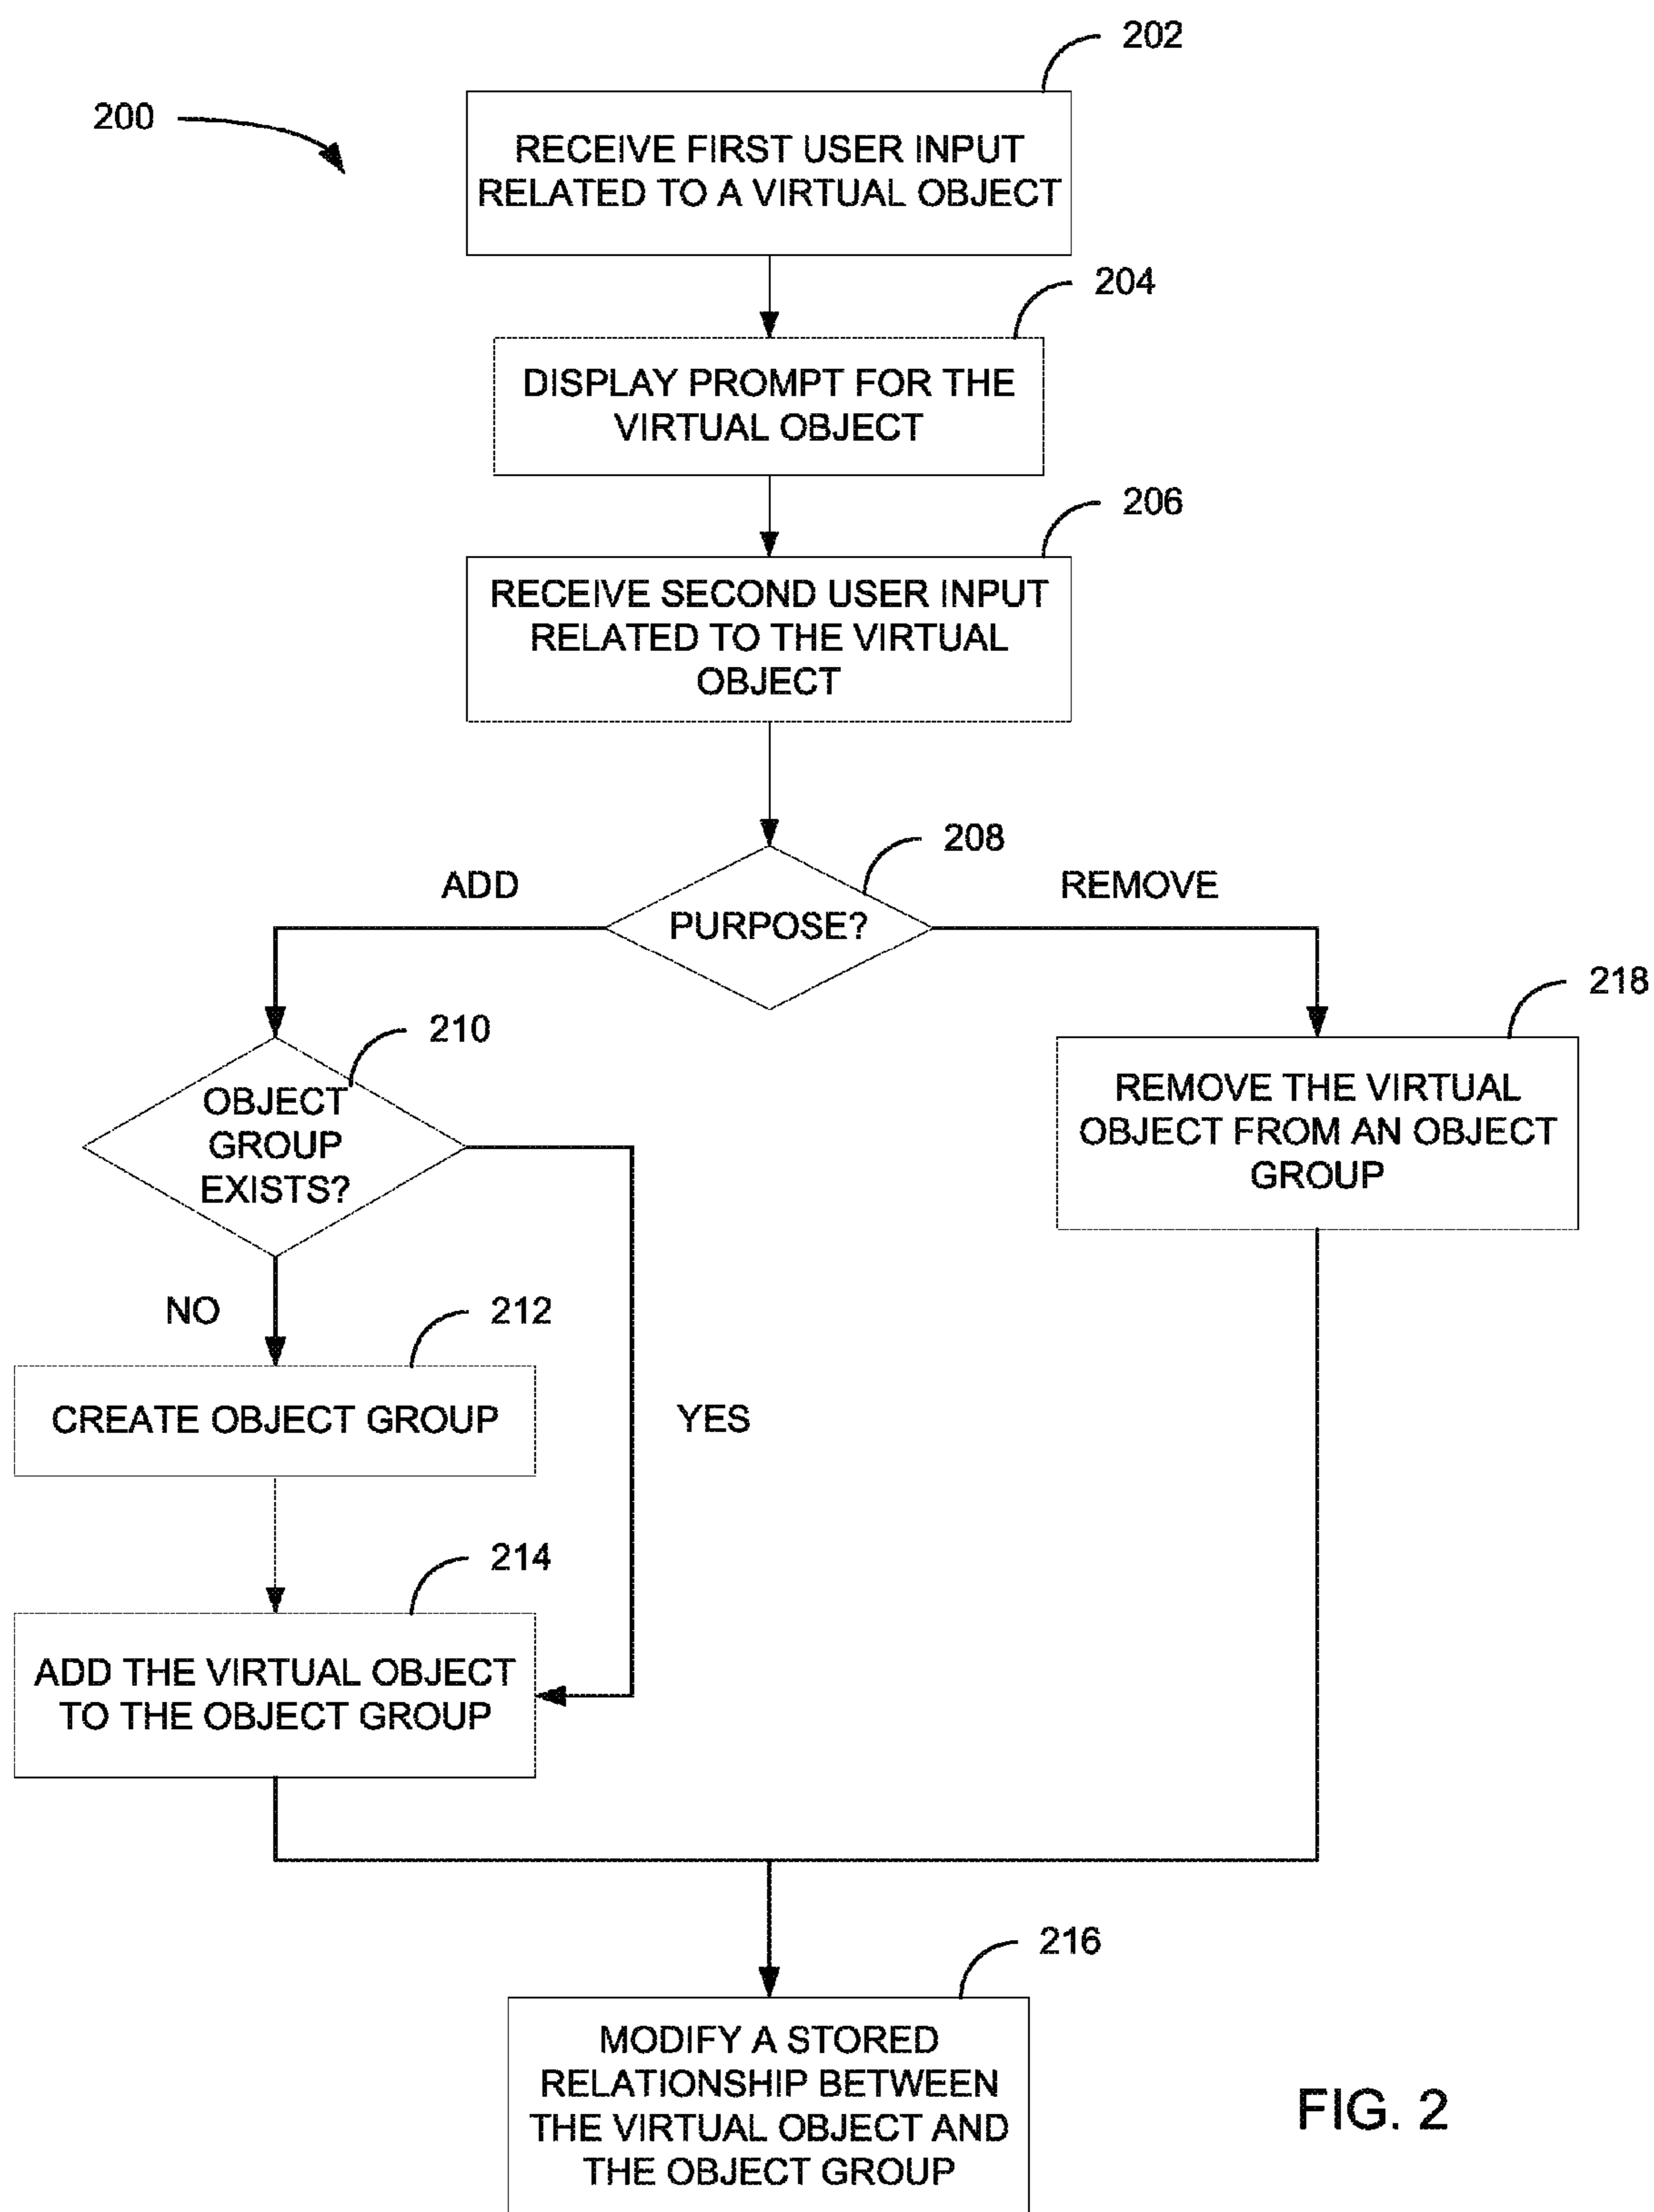 202
200
RECEIVE FIRST USER INPUT
RELATED TO A VIRTUAL OBJECT
204
DISPLAY PROMPT FOR THE
VIRTUAL OBJECT
206
RECEIVE SECOND USER INPUT
RELATED TO THE VIRTUAL
OBJECT
208
ADD
REMOVE
PURPOSE?
218
210
OBJECT
GROUP
EXISTS?
REMOVE THE VIRTUAL
OBJECT FROM AN OBJECT
GROUP
NO
212
CREATE OBJECT GROUP
YES
214
ADD THE VIRTUAL OBJECT
TO THE OBJECT GROUP
216
MODIFY A STORED
RELATIONSHIP BETWEEN
THE VIRTUAL OBJECT AND
THE OBJECT GROUP
FIG. 2